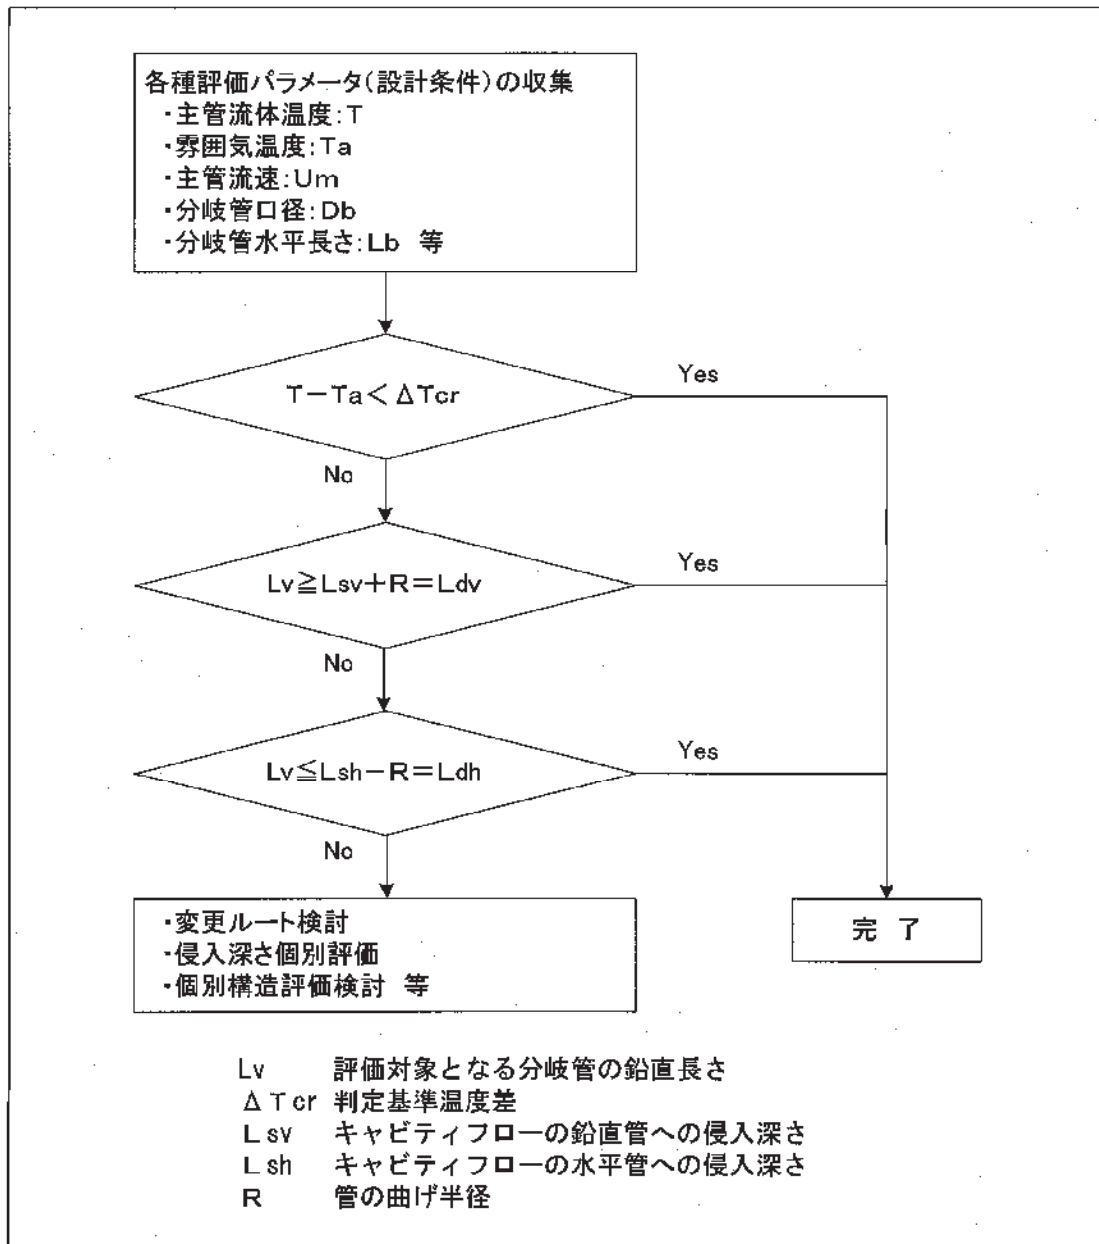 各種評価パラメータ(設計条件)の収集
・主管流体温度:T
・雰囲気温度:Ta
・主管流速:Um
・分岐管口径:Db
・分岐管水平長さ:Lb 等
T－Ta＜ΔTcr
Yes
No
Lv≧Lsv＋R＝Ldv
Yes
No
Lv≦Lsh－R＝Ldh
Yes
No
・変更ルート検討
・侵入深さ個別評価
・個別構造評価検討 等
完 了
Lv 評価対象となる分岐管の鉛直長さ
ΔTcr 判定基準温度差
Lsv キャビティフローの鉛直管への侵入深さ
Lsh キャビティフローの水平管への侵入深さ
R 管の曲げ半径